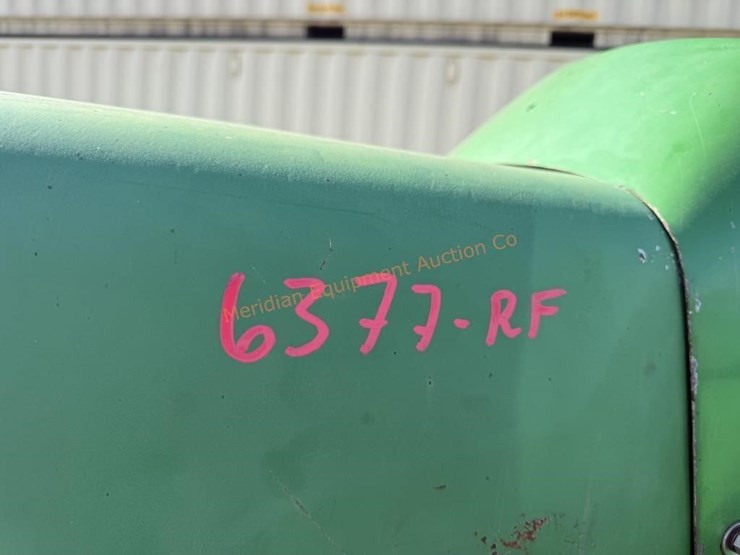 Meridian Equipment Auction Co
6377-RF